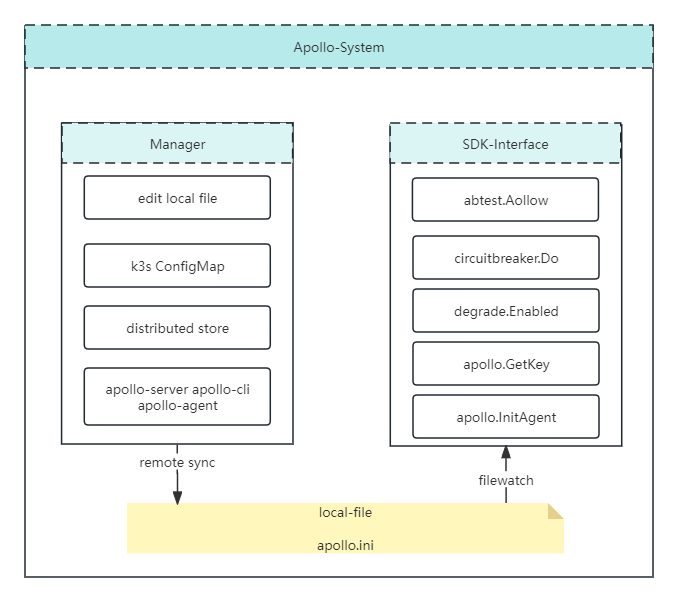 Apollo-System
Manager
edit local file
k3s ConfigMap
distributed store
apollo-server apollo-cli
apollo-agent
SDK-Interface
abtest.Aollow
circuitbreaker.Do
degrade.Enabled
apollo.GetKey
apollo.InitAgent
remote sync
filewatch
local-file
apollo.ini